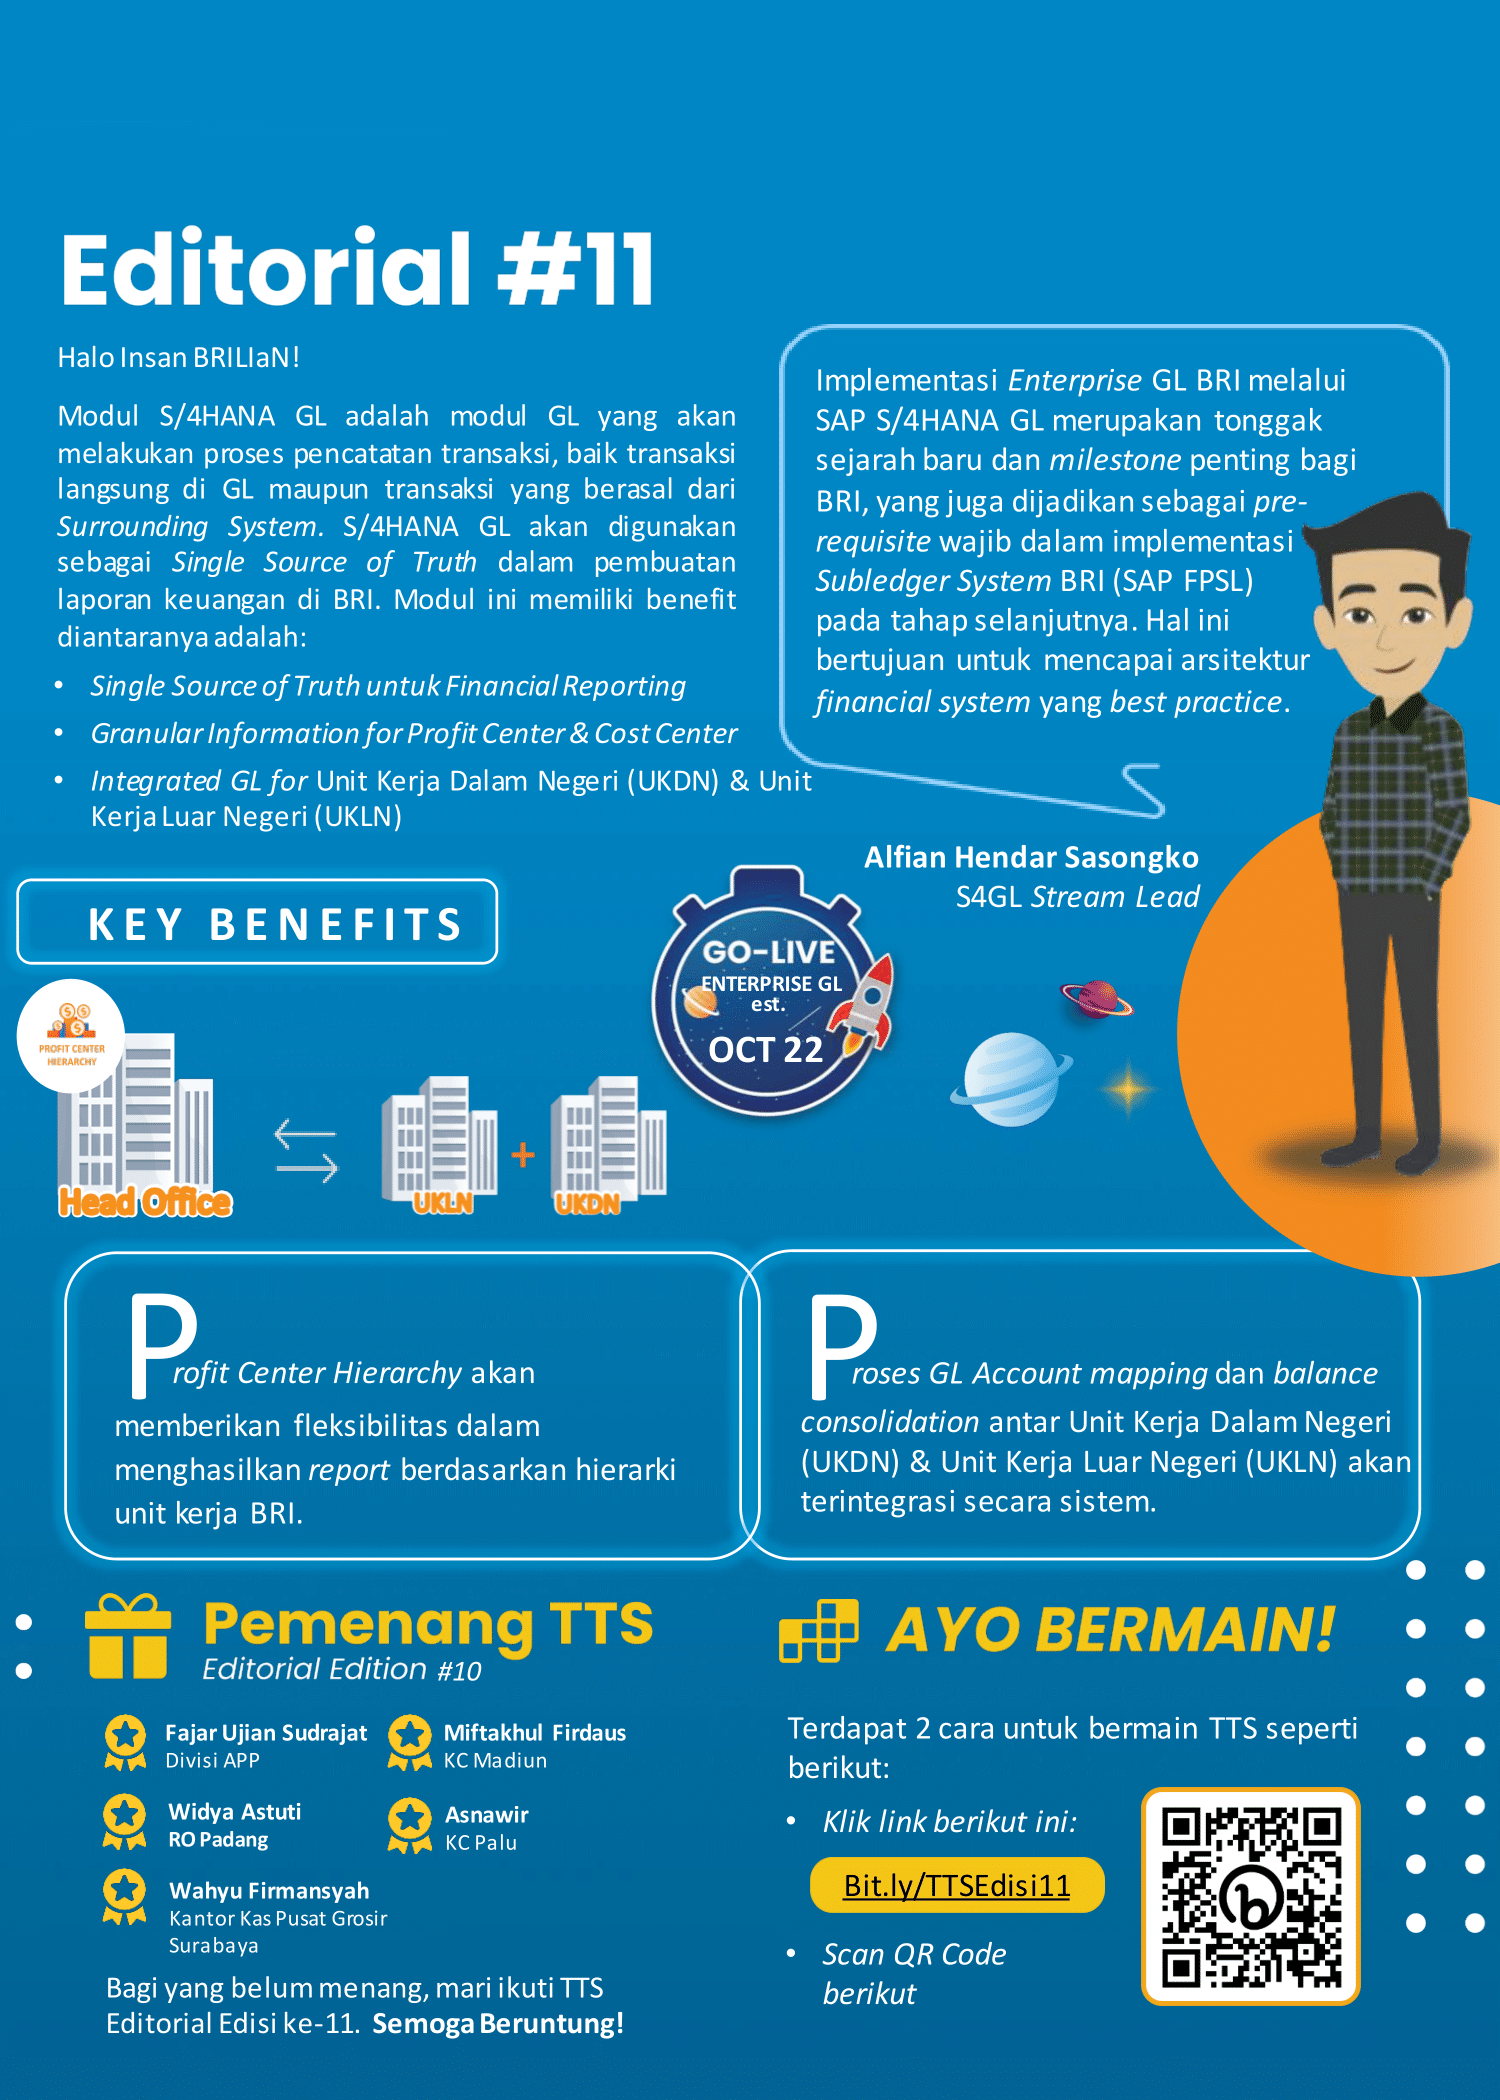 Editorial #11
Halo Insan BRILIaN!
Modul S/4HANA GL adalah modul GL yang akan
melakukan proses pencatatan transaksi, baik transaksi
langsung di GL maupun transaksi yang berasal dari
Surrounding System. S/4HANA GL akan digunakan
sebagai Single Source of Truth dalam pembuatan
laporan keuangan di BRI. Modul ini memiliki benefit
diantaranya adalah:
• Single Source of Truth untuk Financial Reporting
• Granular Information for Profit Center & Cost Center
• Integrated GL for Unit Kerja Dalam Negeri (UKDN) & Unit
Kerja Luar Negeri (UKLN)
Implementasi Enterprise GL BRI melalui
SAP S/4HANA GL merupakan tonggak
sejarah baru dan milestone penting bagi
BRI, yang juga dijadikan sebagai pre-
requisite wajib dalam implementasi
Subledger System BRI (SAP FPSL)
pada tahap selanjutnya. Hal ini
bertujuan untuk mencapai arsitektur
financial system yang best practice.
Alfian Hendar Sasongko
S4GL Stream Lead
KEY BENEFITS
GO-LIVE
ENTERPRISE GL
est.
OCT 22
PROFIT CENTER
HIERARCHY
Head Office
UKLN
+
UKDN
Profit Center Hierarchy akan
memberikan fleksibilitas dalam
menghasilkan report berdasarkan hierarki
unit kerja BRI.
Proses GL Account mapping dan balance
consolidation antar Unit Kerja Dalam Negeri
(UKDN) & Unit Kerja Luar Negeri (UKLN) akan
terintegrasi secara sistem.
Pemenang TTS
Editorial Edition #10
Fajar Ujian Sudrajat
Divisi APP
Miftakhul Firdaus
KC Madiun
Widya Astuti
RO Padang
Asnawir
KC Palu
Wahyu Firmansyah
Kantor Kas Pusat Grosir
Surabaya
Bagi yang belum menang, mari ikuti TTS
Editorial Edisi ke-11. Semoga Beruntung!
AYO BERMAIN!
Terdapat 2 cara untuk bermain TTS seperti
berikut:
• Klik link berikut ini:
Bit.ly/TTSEdisi11
• Scan QR Code
berikut